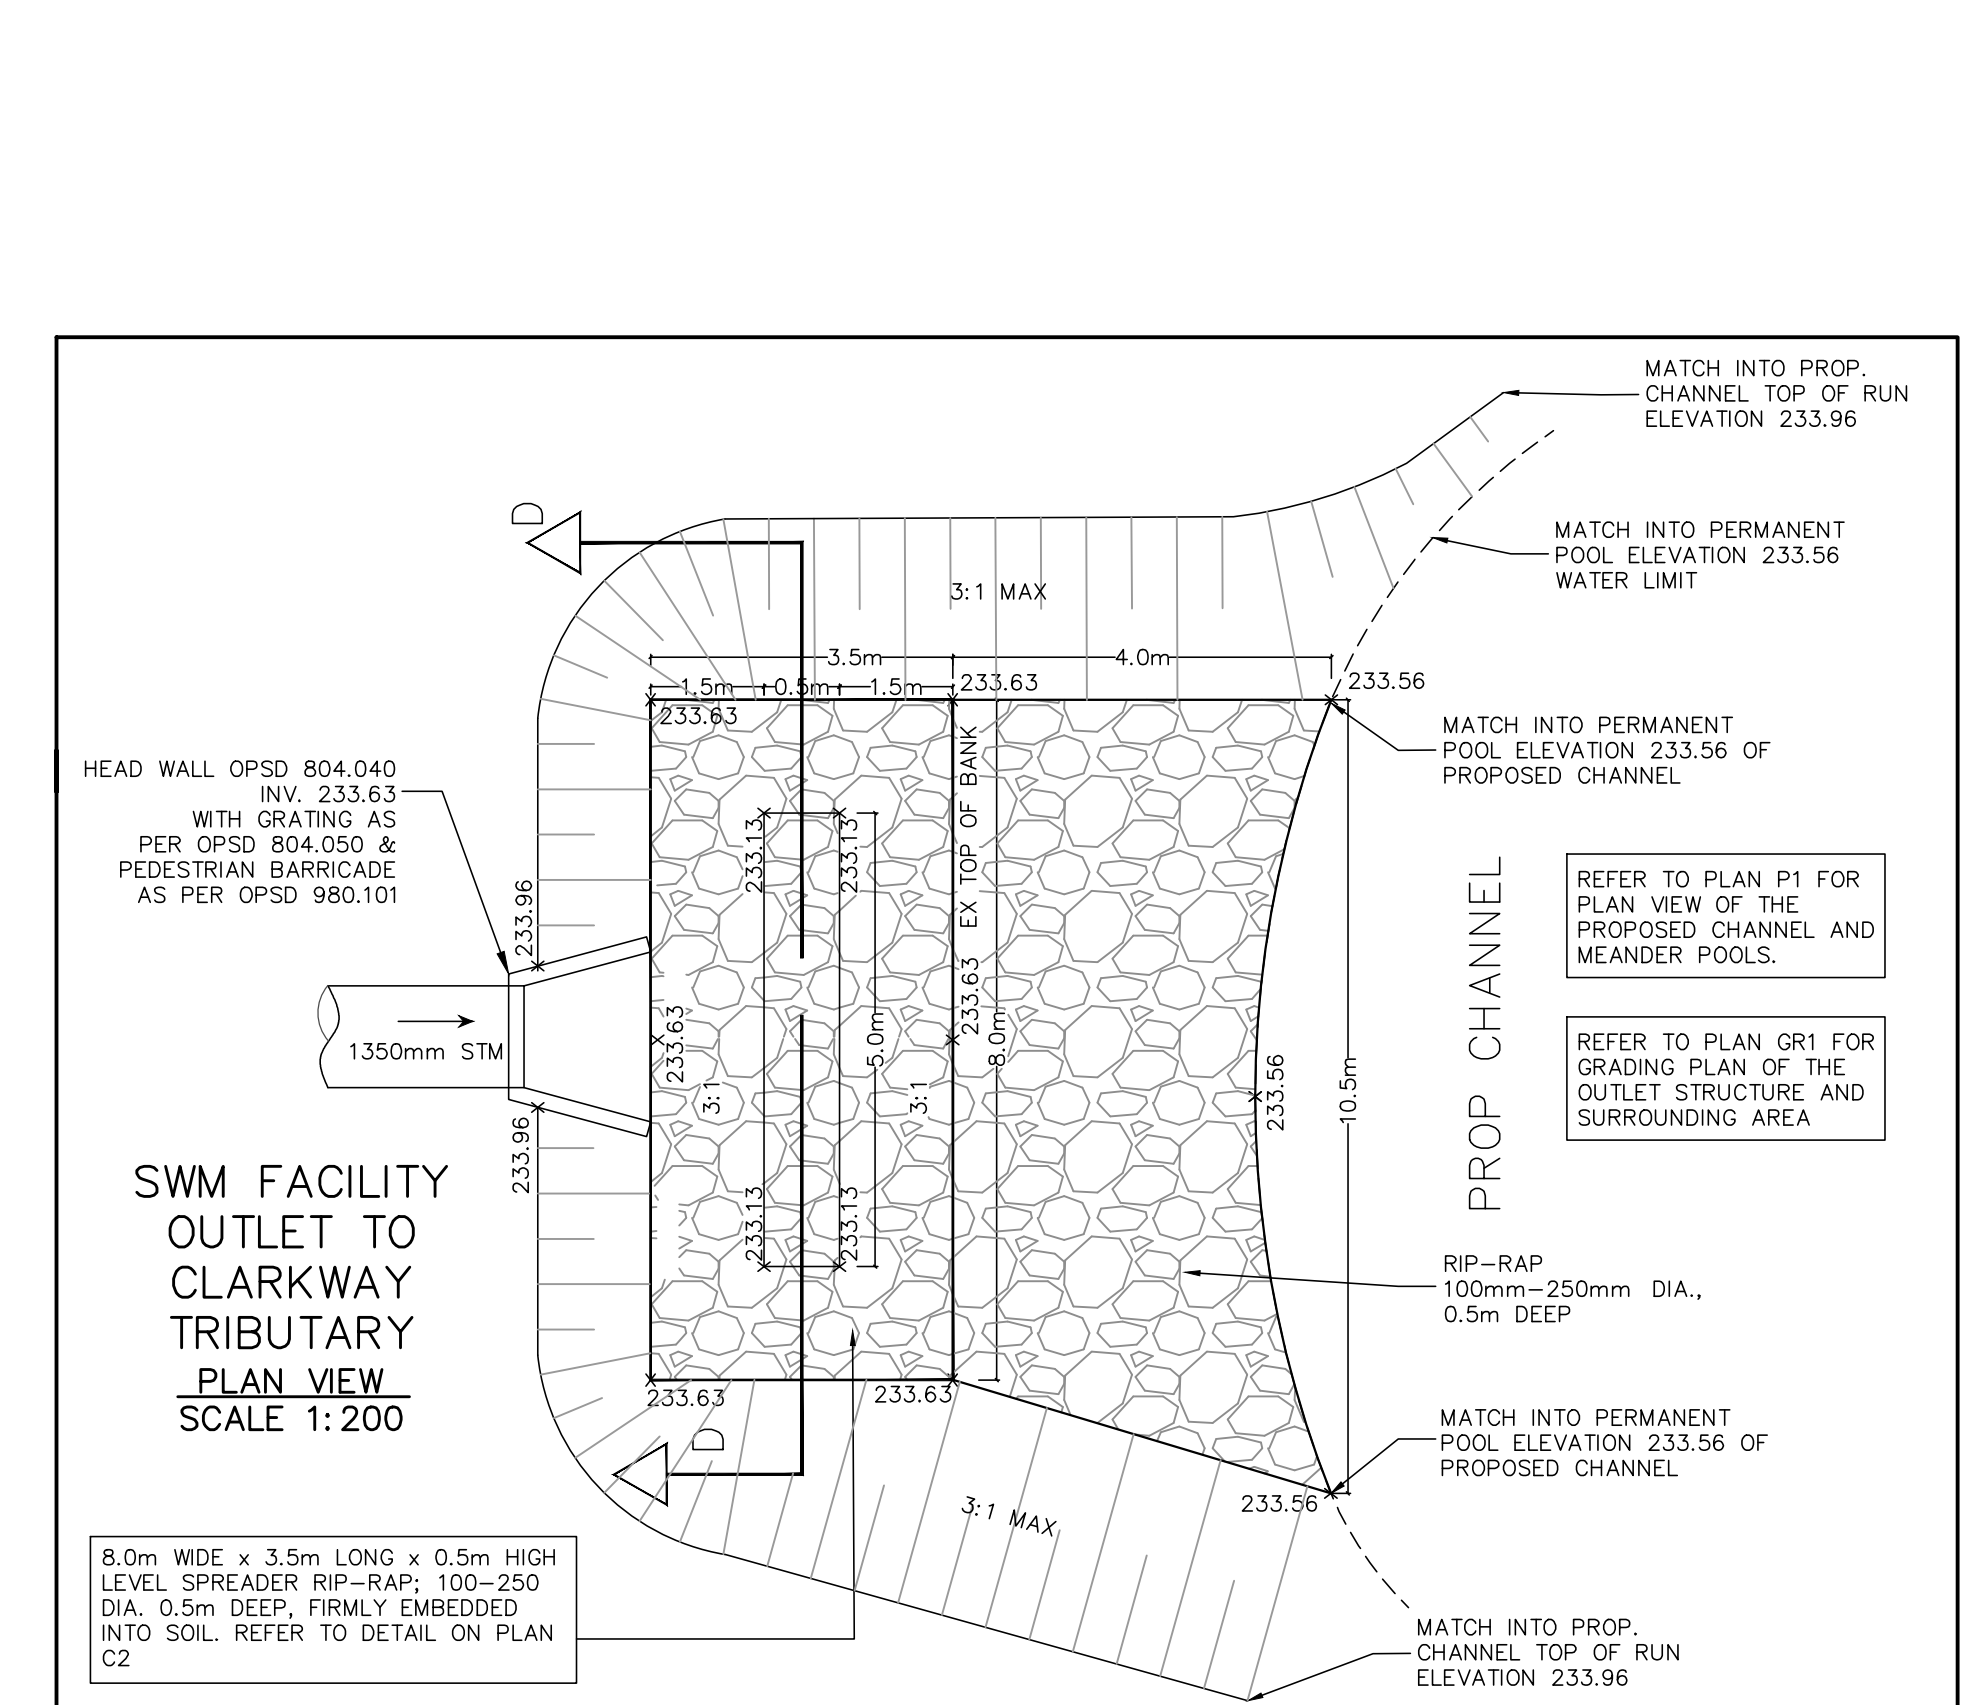 MATCH INTO PROP.
CHANNEL TOP OF RUN
ELEVATION 233.96
D
MATCH INTO PERMANENT
POOL ELEVATION 233.56
WATER LIMIT
3:1 MAX
3.5m
4.0m
1.5m
0.5m
1.5m
233.63
233.56
233.63
MATCH INTO PERMANENT
POOL ELEVATION 233.56 OF
PROPOSED CHANNEL
HEAD WALL OPSD 804.040
INV. 233.63
WITH GRATING AS
PER OPSD 804.050 &
PEDESTRIAN BARRICADE
AS PER OPSD 980.101
233.96
233.13
233.13
EX TOP OF BANK
233.63
PROP CHANNEL
REFER TO PLAN P1 FOR
PLAN VIEW OF THE
PROPOSED CHANNEL AND
MEANDER POOLS.
1350mm STM
233.63
3:1
5.0m
3:1
8.0m
233.56
10.5m
REFER TO PLAN GR1 FOR
GRADING PLAN OF THE
OUTLET STRUCTURE AND
SURROUNDING AREA
233.96
233.13
233.13
SWM FACILITY
OUTLET TO
CLARKWAY
TRIBUTARY
PLAN VIEW
SCALE 1:200
RIP-RAP
100mm-250mm DIA.,
0.5m DEEP
233.63
233.63
D
MATCH INTO PERMANENT
POOL ELEVATION 233.56 OF
PROPOSED CHANNEL
233.56
3:1 MAX
8.0m WIDE x 3.5m LONG x 0.5m HIGH
LEVEL SPREADER RIP-RAP; 100-250
DIA. 0.5m DEEP, FIRMLY EMBEDDED
INTO SOIL. REFER TO DETAIL ON PLAN
C2
MATCH INTO PROP.
CHANNEL TOP OF RUN
ELEVATION 233.96